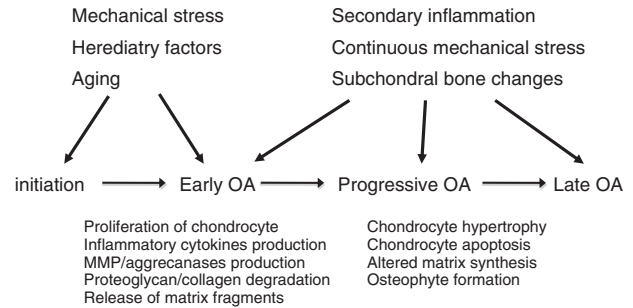 Mechanical stress
Herediatry factors
Aging
Secondary inflammation
Continuous mechanical stress
Subchondral bone changes
initiation
Early OA
Progressive OA
Late OA
Proliferation of chondrocyte
Inflammatory cytokines production
MMP/aggrecanases production
Proteoglycan/collagen degradation
Release of matrix fragments
Chondrocyte hypertrophy
Chondrocyte apoptosis
Altered matrix synthesis
Osteophyte formation